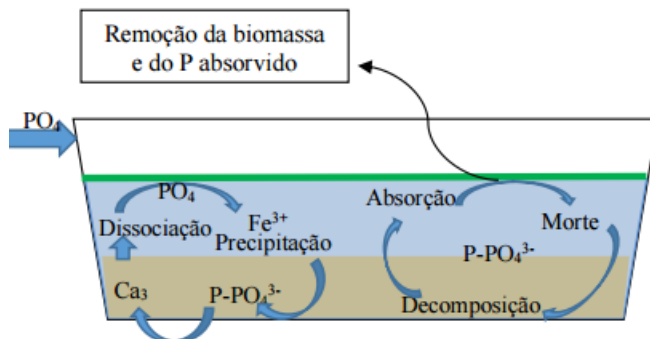 Remoção da biomassa
e do P absorvido
PO₄
PO₄
Absorção
Dissociação
Fe³⁺
Precipitação
Morte
P-PO₄³⁻
Ca₃
P-PO₄³⁻
Decomposição